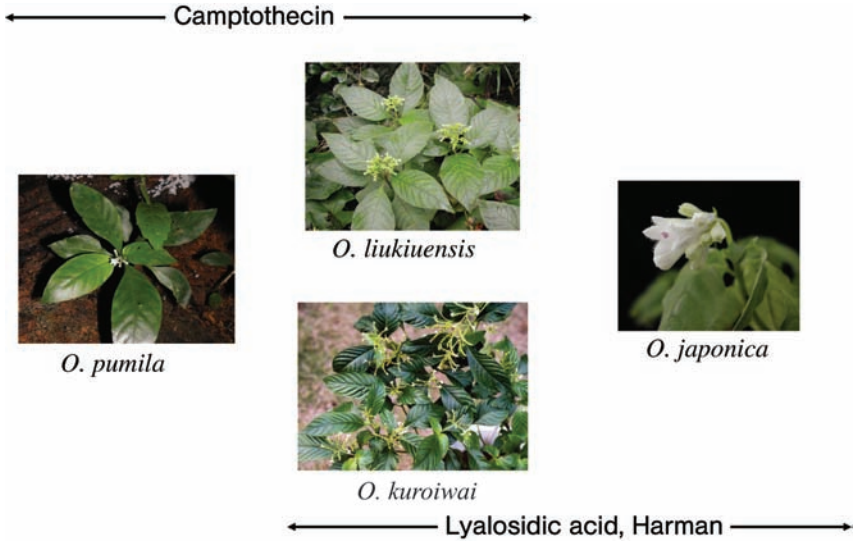 Camptothecin
O. liukiuensis
O. pumila
O. japonica
O. kuroiwai
Lyalosidic acid, Harman